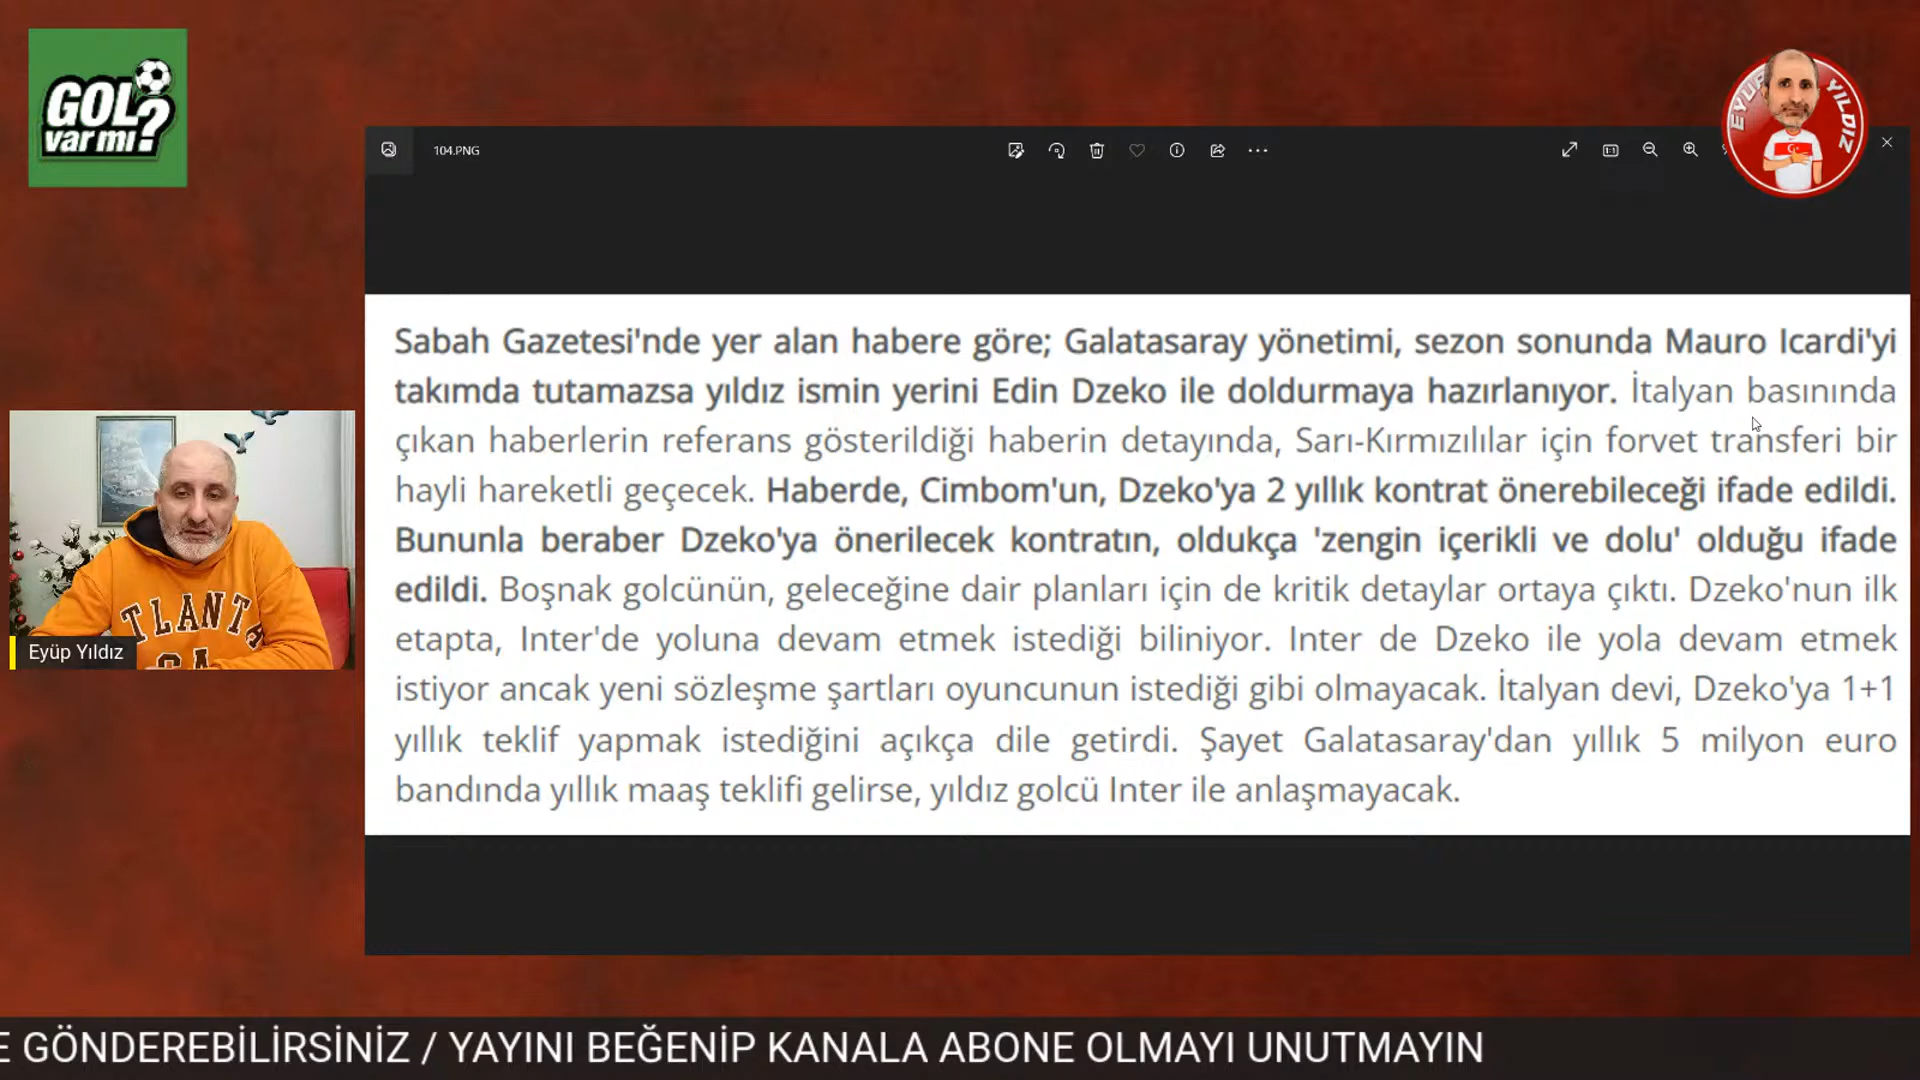 GOL
var mı?
104.PNG
EYÜP YILDIZ
Sabah Gazetesi'nde yer alan habere göre; Galatasaray yönetimi, sezon sonunda Mauro Icardi'yi
takımda tutamazsa yıldız ismin yerini Edin Dzeko ile doldurmaya hazırlanıyor. İtalyan basınında
çıkan haberlerin referans gösterildiği haberin detayında, Sarı-Kırmızılılar için forvet transferi bir
hayli hareketli geçecek. Haberde, Cimbom'un, Dzeko'ya 2 yıllık kontrat önerebileceği ifade edildi.
Bununla beraber Dzeko'ya önerilecek kontratın, oldukça 'zengin içerikli ve dolu' olduğu ifade
edildi. Boşnak golcünün, geleceğine dair planları için de kritik detaylar ortaya çıktı. Dzeko'nun ilk
etapta, Inter'de yoluna devam etmek istediği biliniyor. Inter de Dzeko ile yola devam etmek
istiyor ancak yeni sözleşme şartları oyuncunun istediği gibi olmayacak. İtalyan devi, Dzeko'ya 1+1
yıllık teklif yapmak istediğini açıkça dile getirdi. Şayet Galatasaray'dan yıllık 5 milyon euro
bandında yıllık maaş teklifi gelirse, yıldız golcü Inter ile anlaşmayacak.
TLANTA
Eyüp Yıldız
E GÖNDEREBİLİRSİNİZ / YAYINI BEĞENİP KANALA ABONE OLMAYI UNUTMAYIN